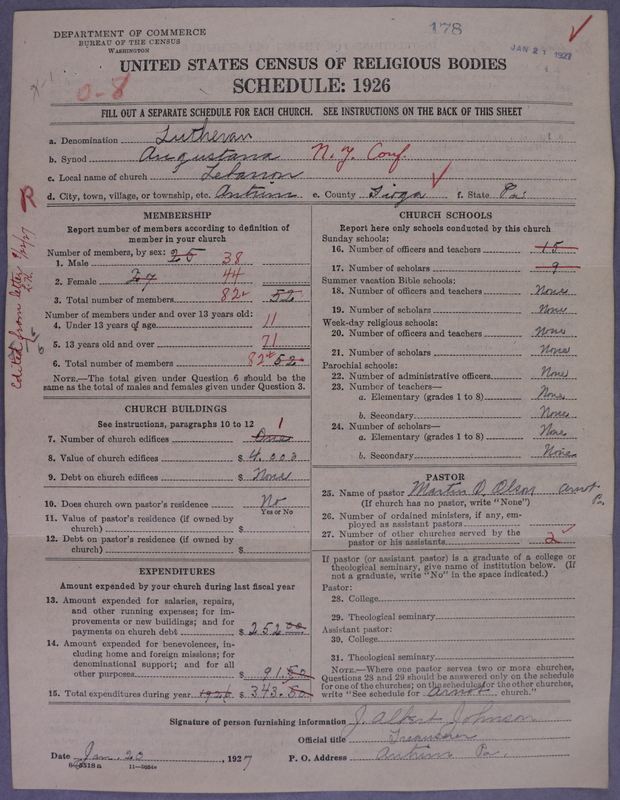 DEPARTMENT OF COMMERCE
BUREAU OF THE CENSUS
WASHINGTON
178
JAN 21 1927
UNITED STATES CENSUS OF RELIGIOUS BODIES
SCHEDULE: 1926
0-8
FILL OUT A SEPARATE SCHEDULE FOR EACH CHURCH. SEE INSTRUCTIONS ON THE BACK OF THIS SHEET
a. Denomination Lutheran
b. Synod Augustana N.Y. Conf.
c. Local name of church Lebanon
d. City, town, village, or township, etc. Antrim e. County Tioga f. State Pa.
R
Edited from letter
MEMBERSHIP
Report number of members according to definition of
member in your church
Number of members, by sex:
1. Male 25 38
2. Female 27 44
3. Total number of members 82 52
Number of members under and over 13 years old:
4. Under 13 years of age 11
5. 13 years old and over 71
6. Total number of members 82 52
NOTE.—The total given under Question 6 should be the
same as the total of males and females given under Question 3.
CHURCH BUILDINGS
See instructions, paragraphs 10 to 12
7. Number of church edifices One 1
8. Value of church edifices $ 4.003
9. Debt on church edifices $ None
10. Does church own pastor's residence No
Yes or No
11. Value of pastor's residence (if owned by
church) $
12. Debt on pastor's residence (if owned by
church) $
EXPENDITURES
Amount expended by your church during last fiscal year
13. Amount expended for salaries, repairs,
and other running expenses; for im-
provements or new buildings; and for
payments on church debt $ 252 00
14. Amount expended for benevolences, in-
cluding home and foreign missions; for
denominational support; and for all
other purposes $ 91.50
15. Total expenditures during year 1926 $ 343.50
CHURCH SCHOOLS
Report here only schools conducted by this church
Sunday schools:
16. Number of officers and teachers 15
17. Number of scholars 9
Summer vacation Bible schools:
18. Number of officers and teachers None
19. Number of scholars None
Week-day religious schools:
20. Number of officers and teachers None
21. Number of scholars None
Parochial schools:
22. Number of administrative officers None
23. Number of teachers—
a. Elementary (grades 1 to 8) None
b. Secondary None
24. Number of scholars—
a. Elementary (grades 1 to 8) None
b. Secondary None
PASTOR
25. Name of pastor Martin O. Olson Arnot Pa.
(If church has no pastor, write "None")
26. Number of ordained ministers, if any, em-
ployed as assistant pastors
27. Number of other churches served by the
pastor or his assistants 2
If pastor (or assistant pastor) is a graduate of a college or
theological seminary, give name of institution below. (If
not a graduate, write "No" in the space indicated.)
Pastor:
28. College
29. Theological seminary
Assistant pastor:
30. College
31. Theological seminary
NOTE.—Where one pastor serves two or more churches,
Questions 28 and 29 should be answered only on the schedule
for one of the churches; on the schedules for the other churches,
write "See schedule for Arnot church."
Signature of person furnishing information J. Albert Johnson
Official title Treasurer
Date Jan. 20, 1927 P. O. Address Antrim Pa.
8—5518a 11—9554